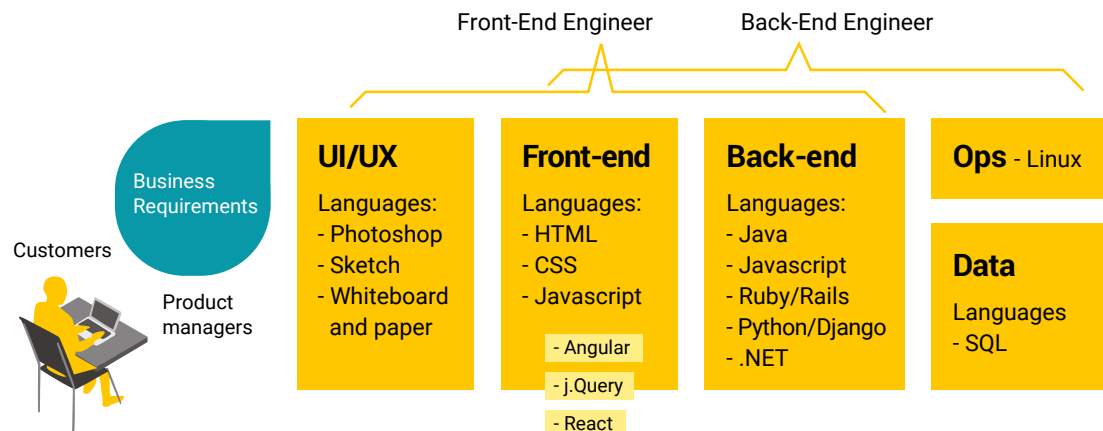 Front-End Engineer
Back-End Engineer
Business
Requirements
Customers
Product
managers
UI/UX
Languages:
- Photoshop
- Sketch
- Whiteboard
and paper
Front-end
Languages:
- HTML
- CSS
- Javascript
- Angular
- j.Query
- React
Back-end
Languages:
- Java
- Javascript
- Ruby/Rails
- Python/Django
- .NET
Ops - Linux
Data
Languages
- SQL